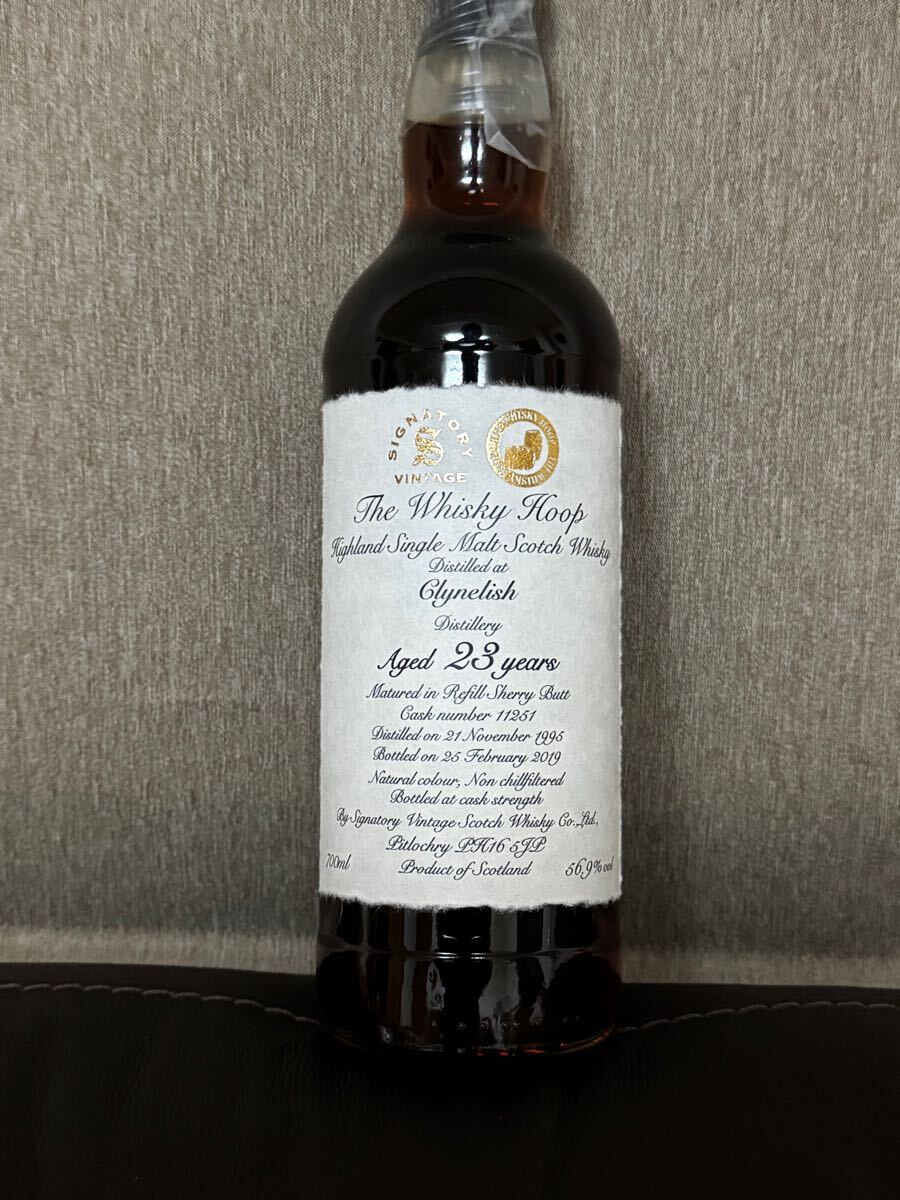 SIGNATORY
S
VINTAGE
WHISKY HOOP
The Whisky Hoop
Highland Single Malt Scotch Whisky
Distilled at
Clynelish
Distillery
Aged 23 years
Matured in Refill Sherry Butt
Cask number 11251
Distilled on 21 November 1995
Bottled on 25 February 2019
Natural colour, Non chillfiltered
Bottled at cask strength
By Signatory Vintage Scotch Whisky Co.,Ltd.,
Pitlochry PH16 5JP
700ml Product of Scotland 56.9% vol